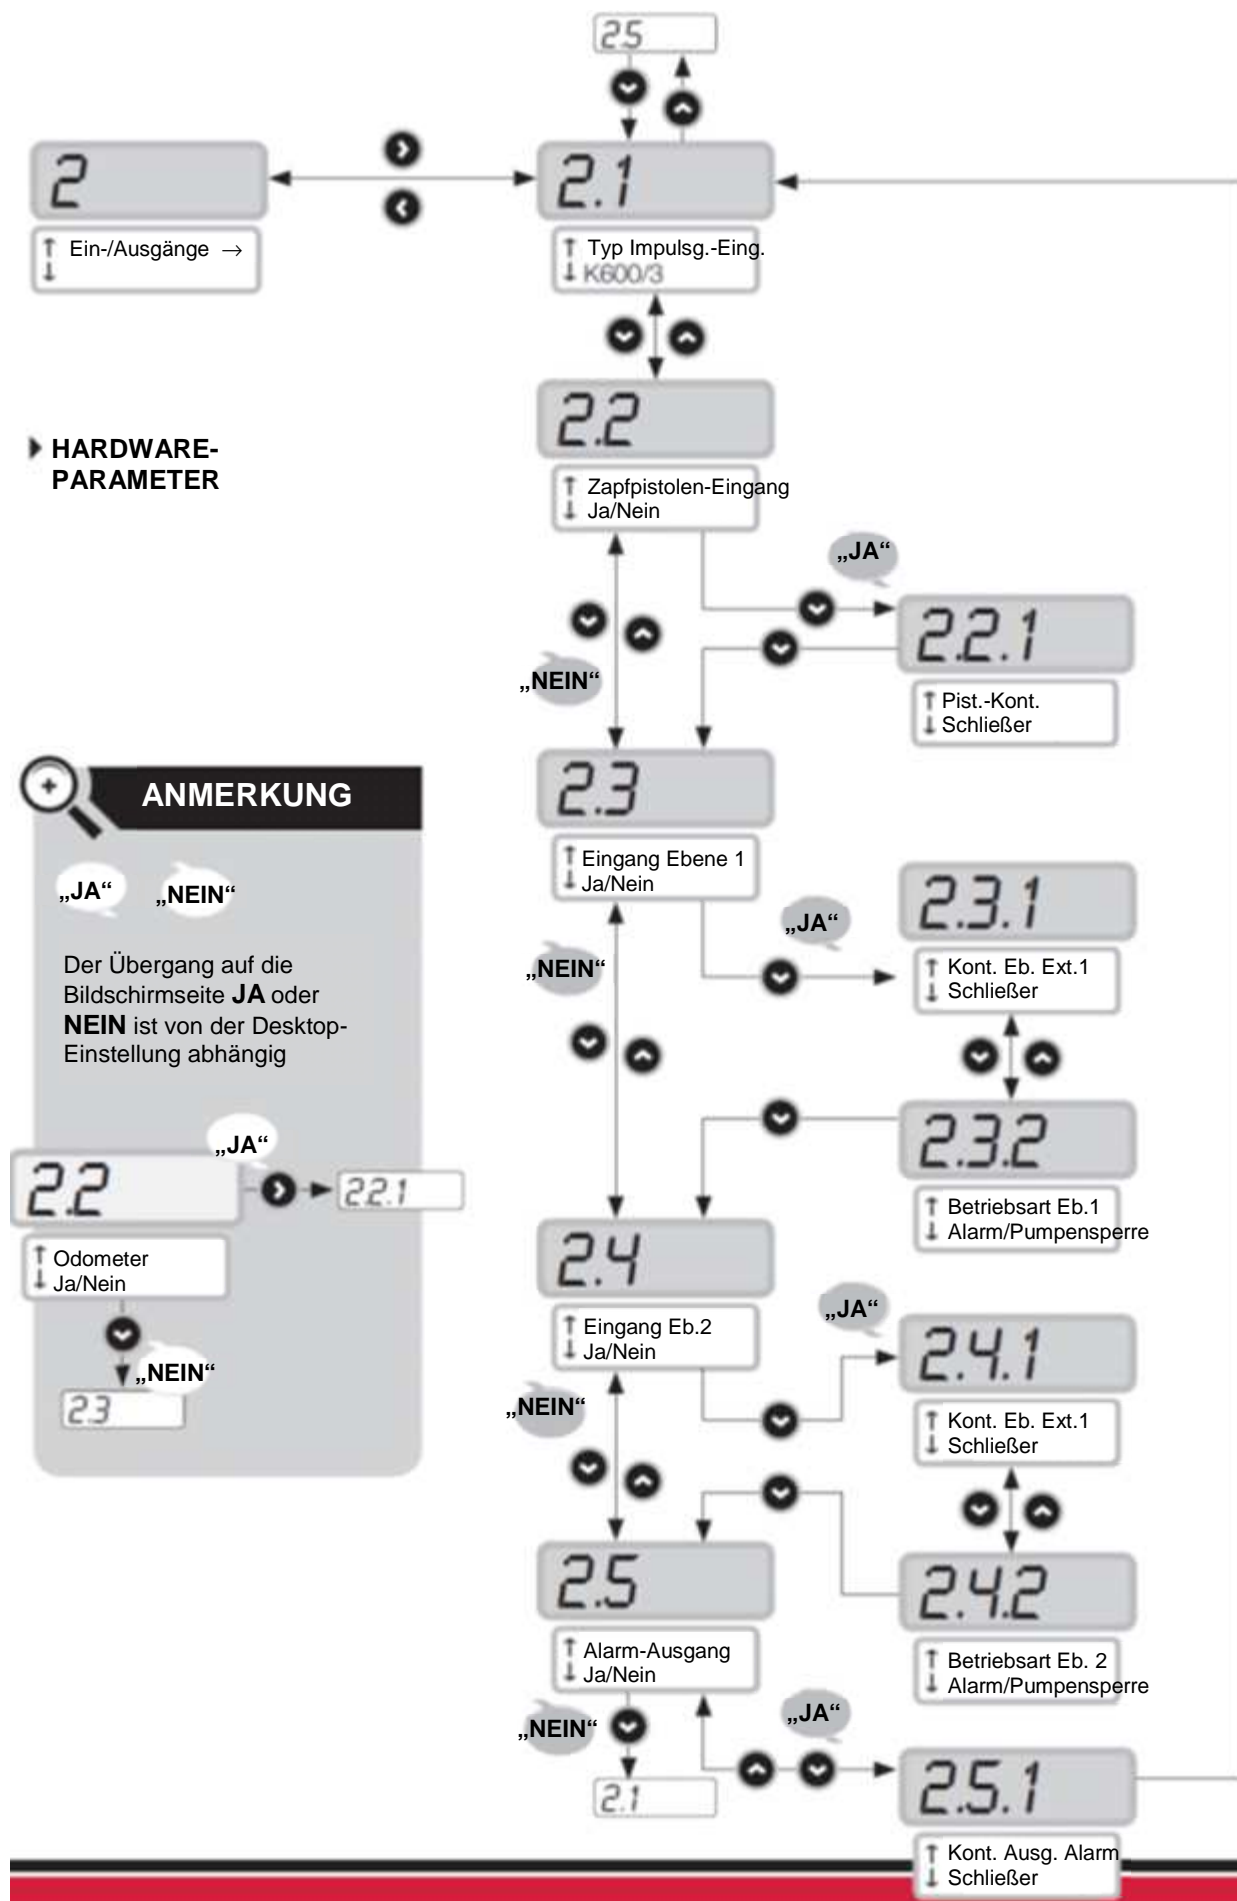 2.5
2
↑ Ein-/Ausgänge →
↓
2.1
↑ Typ Impulsg.-Eing.
↓ K600/3
HARDWARE-
PARAMETER
2.2
↑ Zapfpistolen-Eingang
↓ Ja/Nein
„JA“
2.2.1
↑ Pist.-Kont.
↓ Schließer
„NEIN“
2.3
↑ Eingang Ebene 1
↓ Ja/Nein
„JA“
2.3.1
↑ Kont. Eb. Ext.1
↓ Schließer
„NEIN“
2.3.2
↑ Betriebsart Eb.1
↓ Alarm/Pumpensperre
2.4
↑ Eingang Eb.2
↓ Ja/Nein
„JA“
2.4.1
↑ Kont. Eb. Ext.1
↓ Schließer
„NEIN“
2.4.2
↑ Betriebsart Eb. 2
↓ Alarm/Pumpensperre
2.5
↑ Alarm-Ausgang
↓ Ja/Nein
„NEIN“
2.1
„JA“
2.5.1
↑ Kont. Ausg. Alarm
↓ Schließer
ANMERKUNG
„JA“ „NEIN“
Der Übergang auf die
Bildschirmseite JA oder
NEIN ist von der Desktop-
Einstellung abhängig
„JA“
2.2
2.2.1
↑ Odometer
↓ Ja/Nein
„NEIN“
2.3